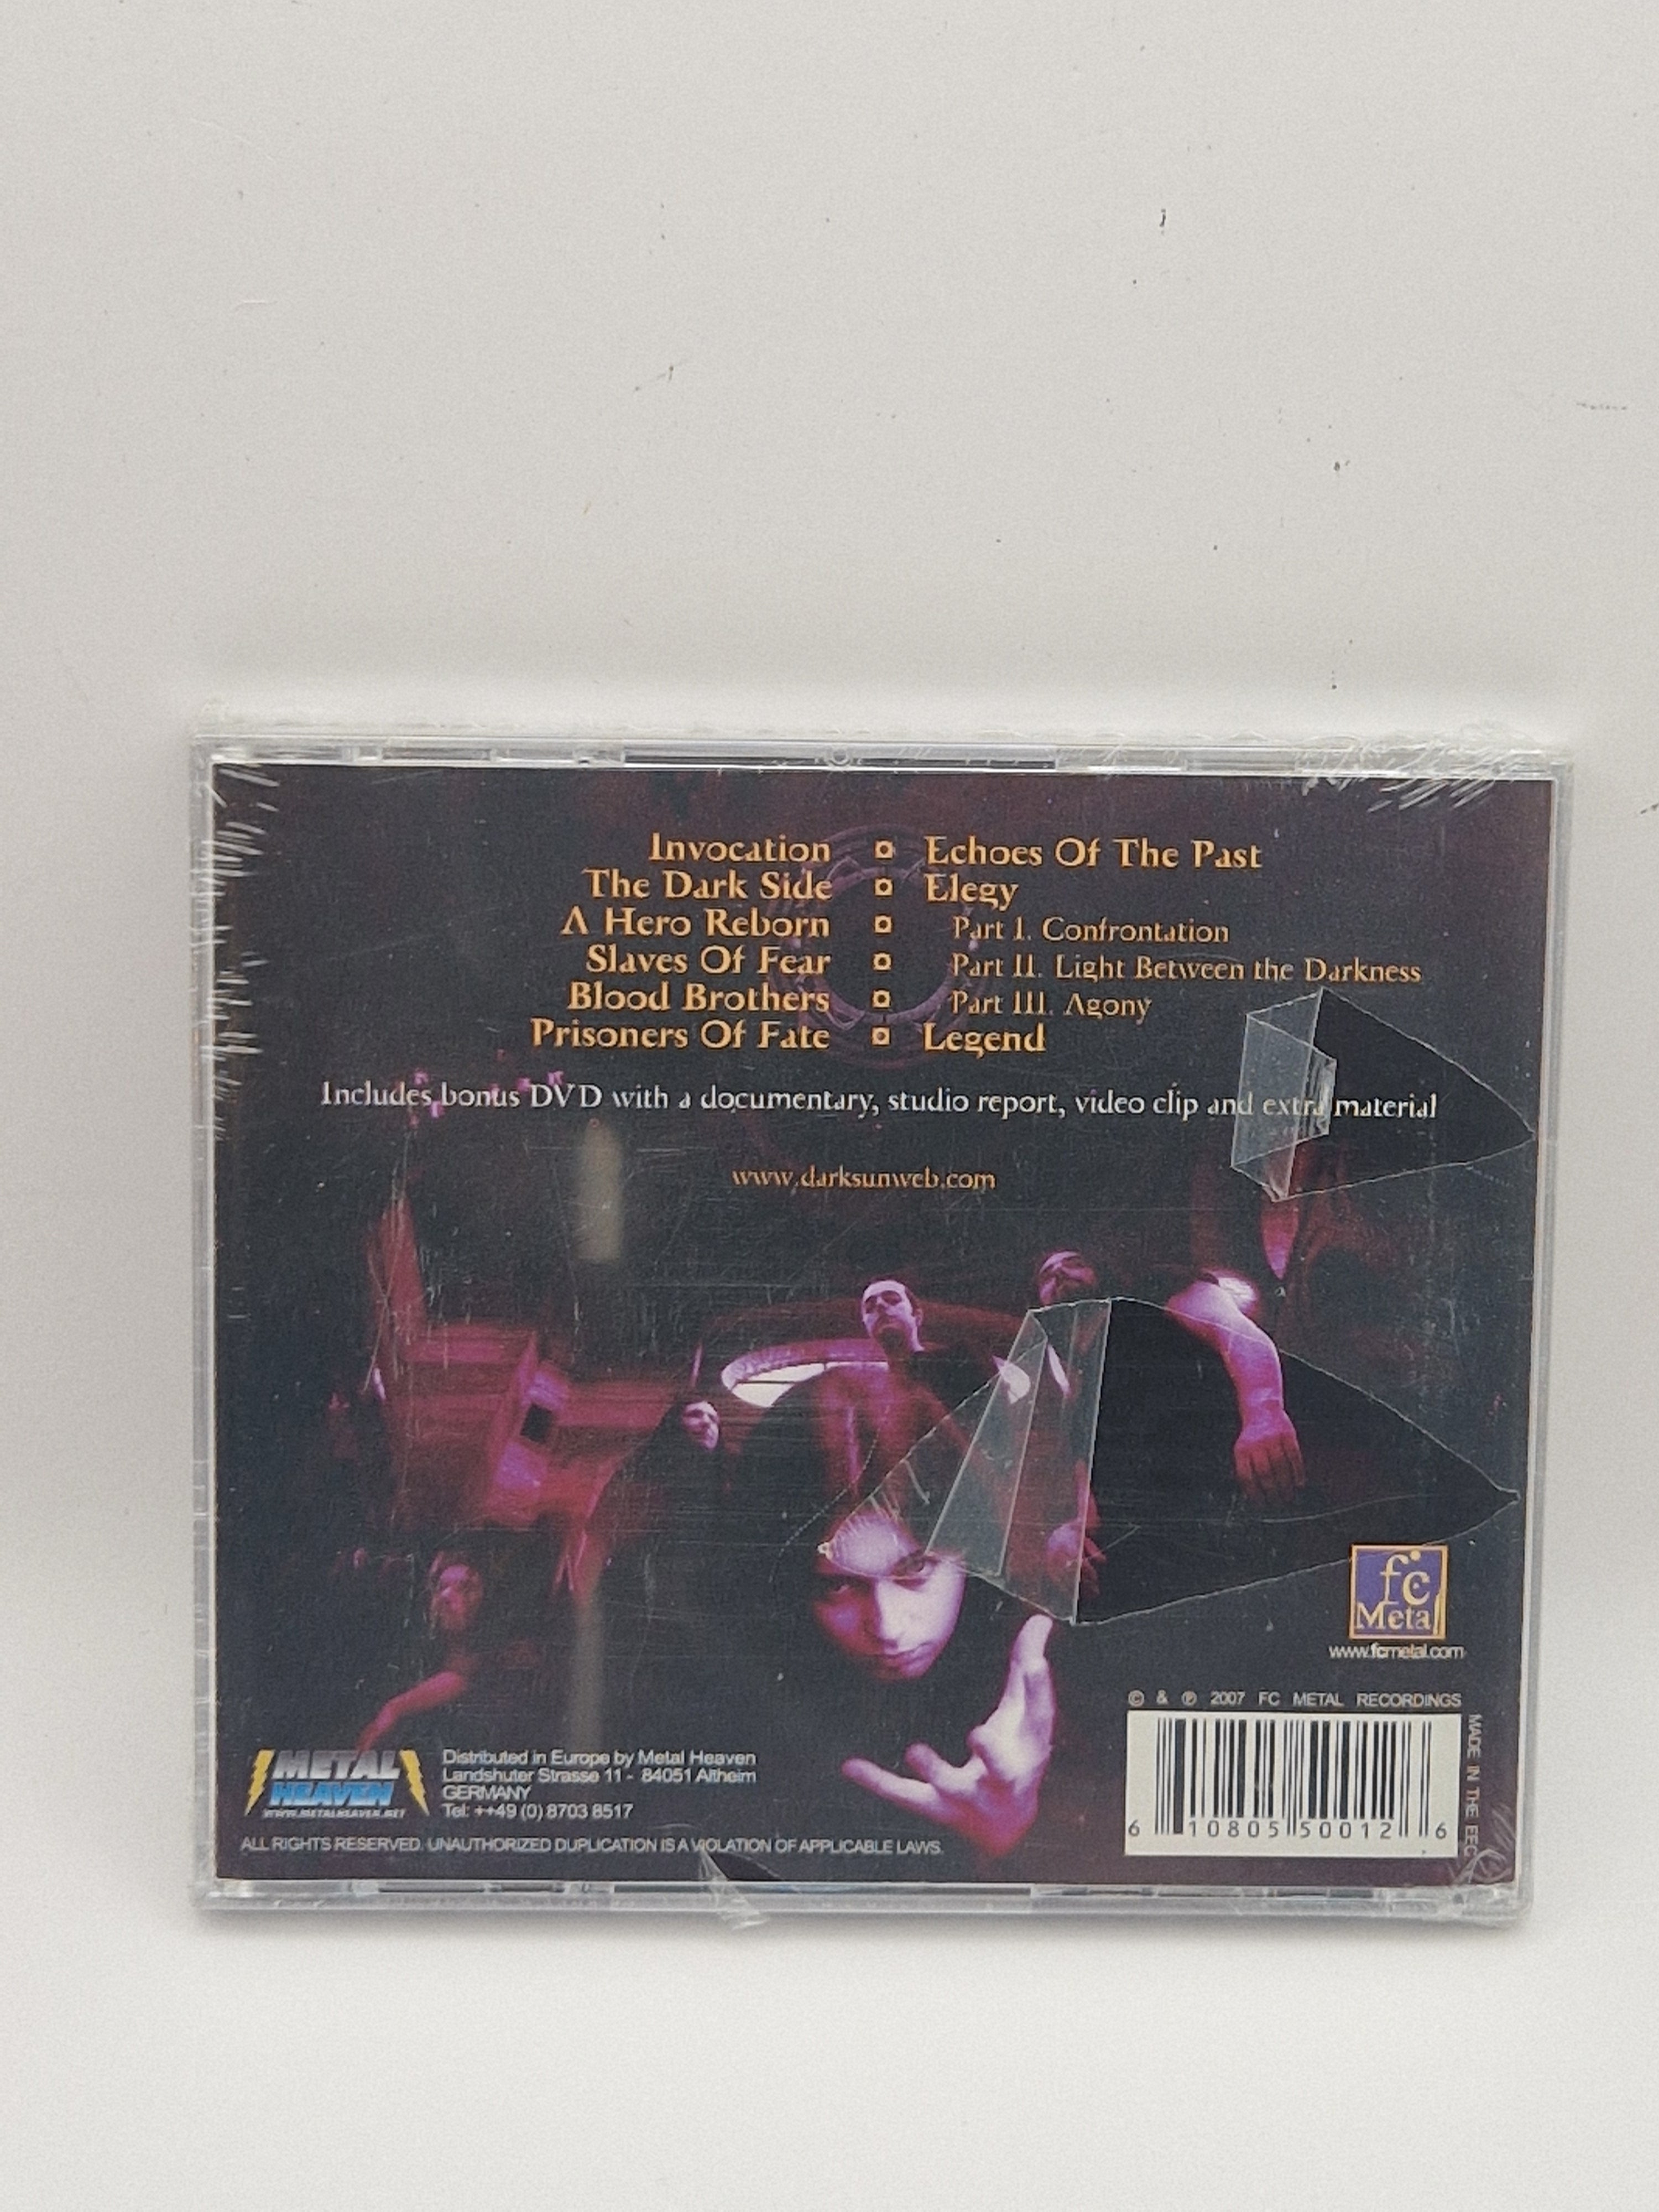 Invocation
The Dark Side
A Hero Reborn
Slaves Of Fear
Blood Brothers
Prisoners Of Fate
Echoes Of The Past
Elegy
Part I. Confrontation
Part II. Light Between the Darkness
Part III. Agony
Legend
Includes bonus DVD with a documentary, studio report, video clip and extra material
www.darksunweb.com
fc
Metal
www.fcmetal.com
© & ℗ 2007 FC METAL RECORDINGS
6 10805 50012 6
MADE IN THE EEC
METAL
HEAVEN
WWW.METALHEAVEN.NET
Distributed in Europe by Metal Heaven
Landshuter Strasse 11 - 84051 Altheim
GERMANY
Tel: ++49 (0) 8703 8517
ALL RIGHTS RESERVED. UNAUTHORIZED DUPLICATION IS A VIOLATION OF APPLICABLE LAWS.